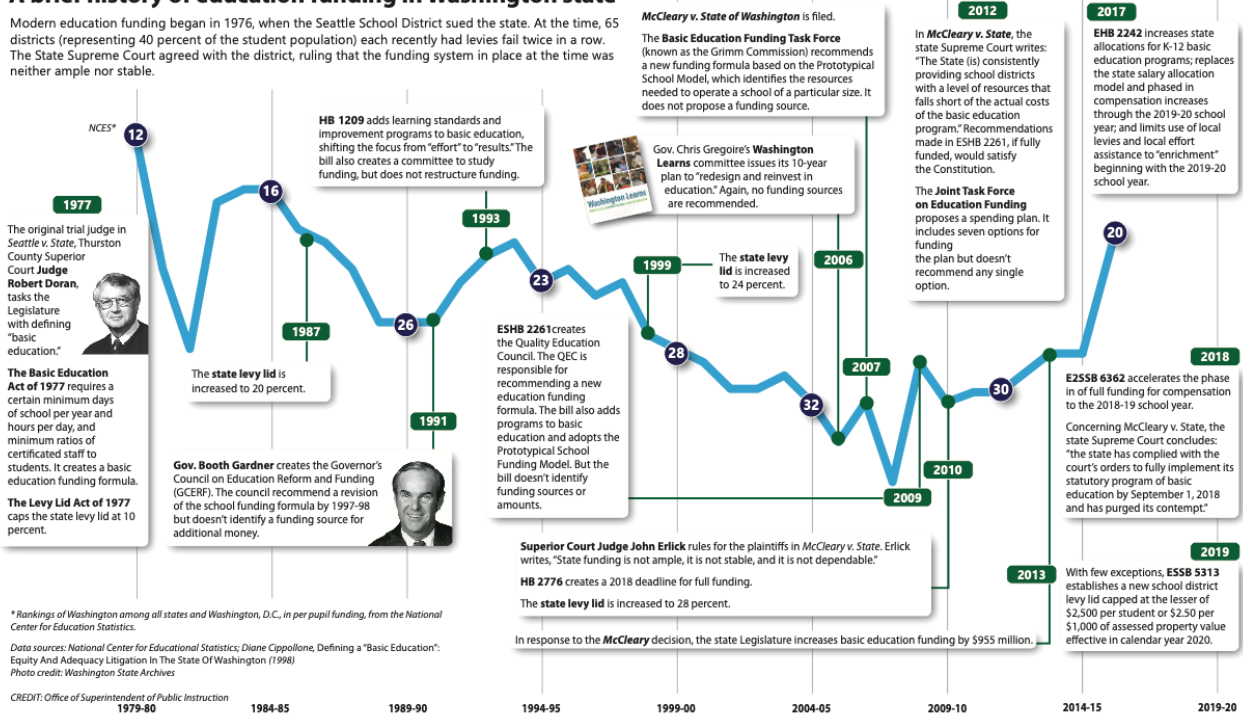 A brief history of education funding in Washington state
Modern education funding began in 1976, when the Seattle School District sued the state. At the time, 65
districts (representing 40 percent of the student population) each recently had levies fail twice in a row.
The State Supreme Court agreed with the district, ruling that the funding system in place at the time was
neither ample nor stable.
NCES*
12
1977
The original trial judge in
Seattle v. State, Thurston
County Superior
Court Judge
Robert Doran,
tasks the
Legislature
with defining
"basic
education."
The Basic Education
Act of 1977 requires a
certain minimum days
of school per year and
hours per day, and
minimum ratios of
certificated staff to
students. It creates a basic
education funding formula.
The Levy Lid Act of 1977
caps the state levy lid at 10
percent.
16
1987
The state levy lid is
increased to 20 percent.
26
1991
Gov. Booth Gardner creates the Governor's
Council on Education Reform and Funding
(GCERF). The council recommend a revision
of the school funding formula by 1997-98
but doesn't identify a funding source for
additional money.
HB 1209 adds learning standards and
improvement programs to basic education,
shifting the focus from "effort" to "results." The
bill also creates a committee to study
funding, but does not restructure funding.
1993
23
1999
The state levy
lid is increased
to 24 percent.
28
Washington Learns
Gov. Chris Gregoire's Washington
Learns committee issues its 10-year
plan to "redesign and reinvest in
education." Again, no funding sources
are recommended.
2006
32
McCleary v. State of Washington is filed.
The Basic Education Funding Task Force
(known as the Grimm Commission) recommends
a new funding formula based on the Prototypical
School Model, which identifies the resources
needed to operate a school of a particular size. It
does not propose a funding source.
2007
ESHB 2261creates
the Quality Education
Council. The QEC is
responsible for
recommending a new
education funding
formula. The bill also adds
programs to basic
education and adopts the
Prototypical School
Funding Model. But the
bill doesn't identify
funding sources or
amounts.
2009
2010
Superior Court Judge John Erlick rules for the plaintiffs in McCleary v. State. Erlick
writes, "State funding is not ample, it is not stable, and it is not dependable."
HB 2776 creates a 2018 deadline for full funding.
The state levy lid is increased to 28 percent.
30
2012
In McCleary v. State, the
state Supreme Court writes:
"The State (is) consistently
providing school districts
with a level of resources that
falls short of the actual costs
of the basic education
program." Recommendations
made in ESHB 2261, if fully
funded, would satisfy
the Constitution.
The Joint Task Force
on Education Funding
proposes a spending plan. It
includes seven options for
funding
the plan but doesn't
recommend any single
option.
2013
In response to the McCleary decision, the state Legislature increases basic education funding by $955 million.
20
2017
EHB 2242 increases state
allocations for K-12 basic
education programs; replaces
the state salary allocation
model and phased in
compensation increases
through the 2019-20 school
year; and limits use of local
levies and local effort
assistance to "enrichment"
beginning with the 2019-20
school year.
2018
E2SSB 6362 accelerates the phase
in of full funding for compensation
to the 2018-19 school year.
Concerning McCleary v. State, the
state Supreme Court concludes:
"the state has complied with the
court's orders to fully implement its
statutory program of basic
education by September 1, 2018
and has purged its contempt."
2019
With few exceptions, ESSB 5313
establishes a new school district
levy lid capped at the lesser of
$2,500 per student or $2.50 per
$1,000 of assessed property value
effective in calendar year 2020.
* Rankings of Washington among all states and Washington, D.C., in per pupil funding, from the National
Center for Education Statistics.
Data sources: National Center for Educational Statistics; Diane Cippollone, Defining a "Basic Education":
Equity And Adequacy Litigation In The State Of Washington (1998)
Photo credit: Washington State Archives
CREDIT: Office of Superintendent of Public Instruction
1979-80
1984-85
1989-90
1994-95
1999-00
2004-05
2009-10
2014-15
2019-20